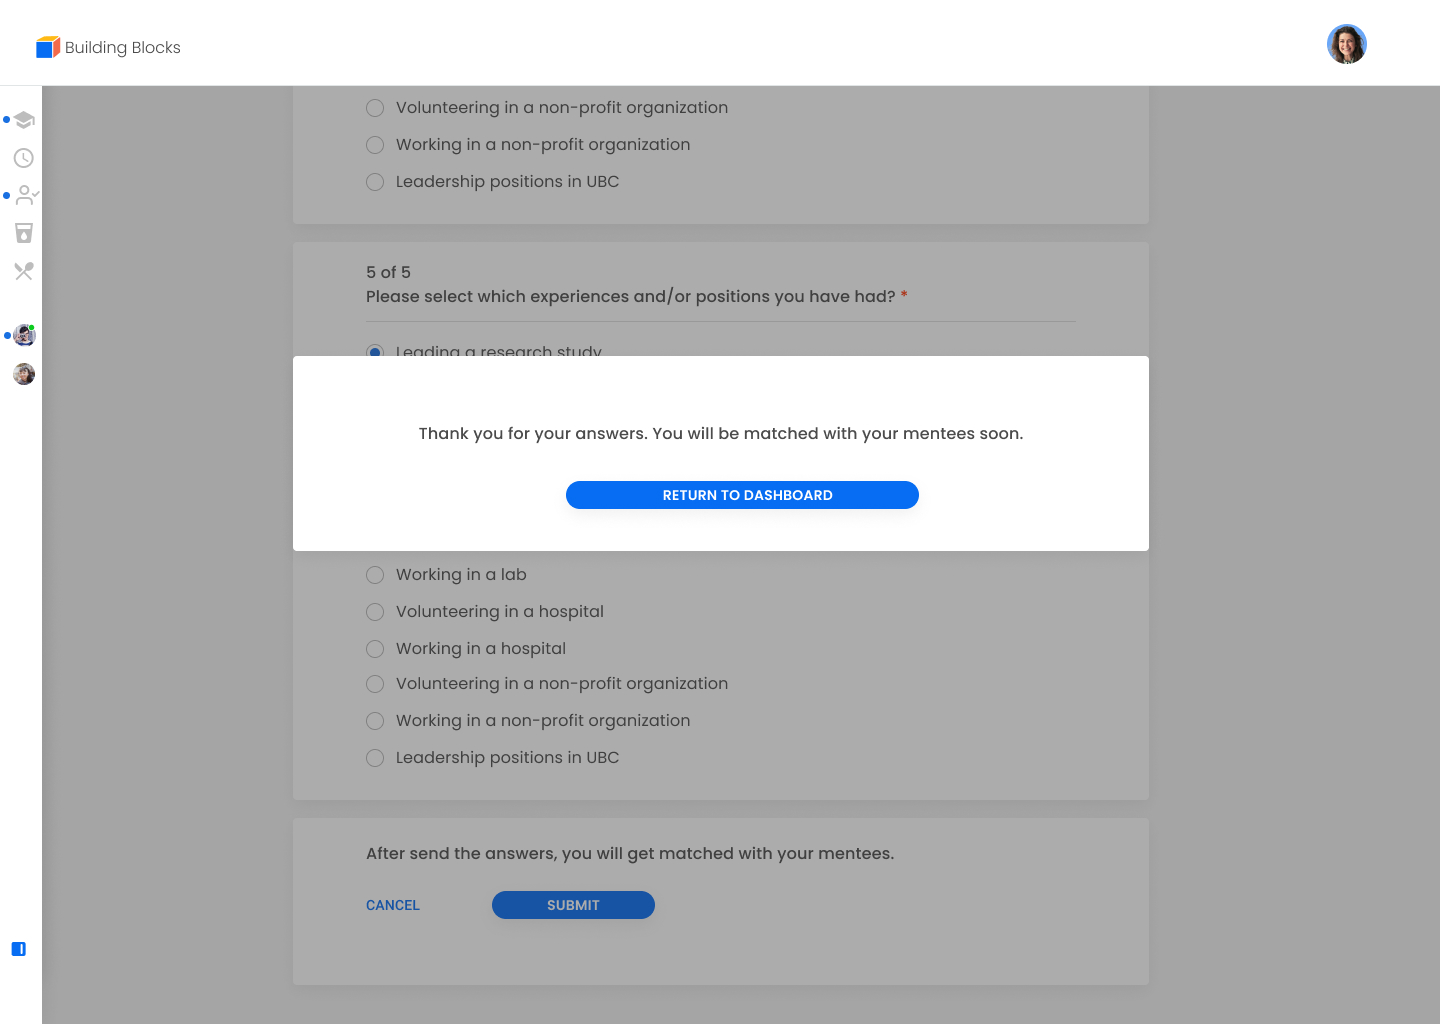 Building Blocks
Volunteering in a non-profit organization
Working in a non-profit organization
Leadership positions in UBC
5 of 5
Please select which experiences and/or positions you have had? *
Leading a research study
Thank you for your answers. You will be matched with your mentees soon.
RETURN TO DASHBOARD
Working in a lab
Volunteering in a hospital
Working in a hospital
Volunteering in a non-profit organization
Working in a non-profit organization
Leadership positions in UBC
After send the answers, you will get matched with your mentees.
CANCEL
SUBMIT